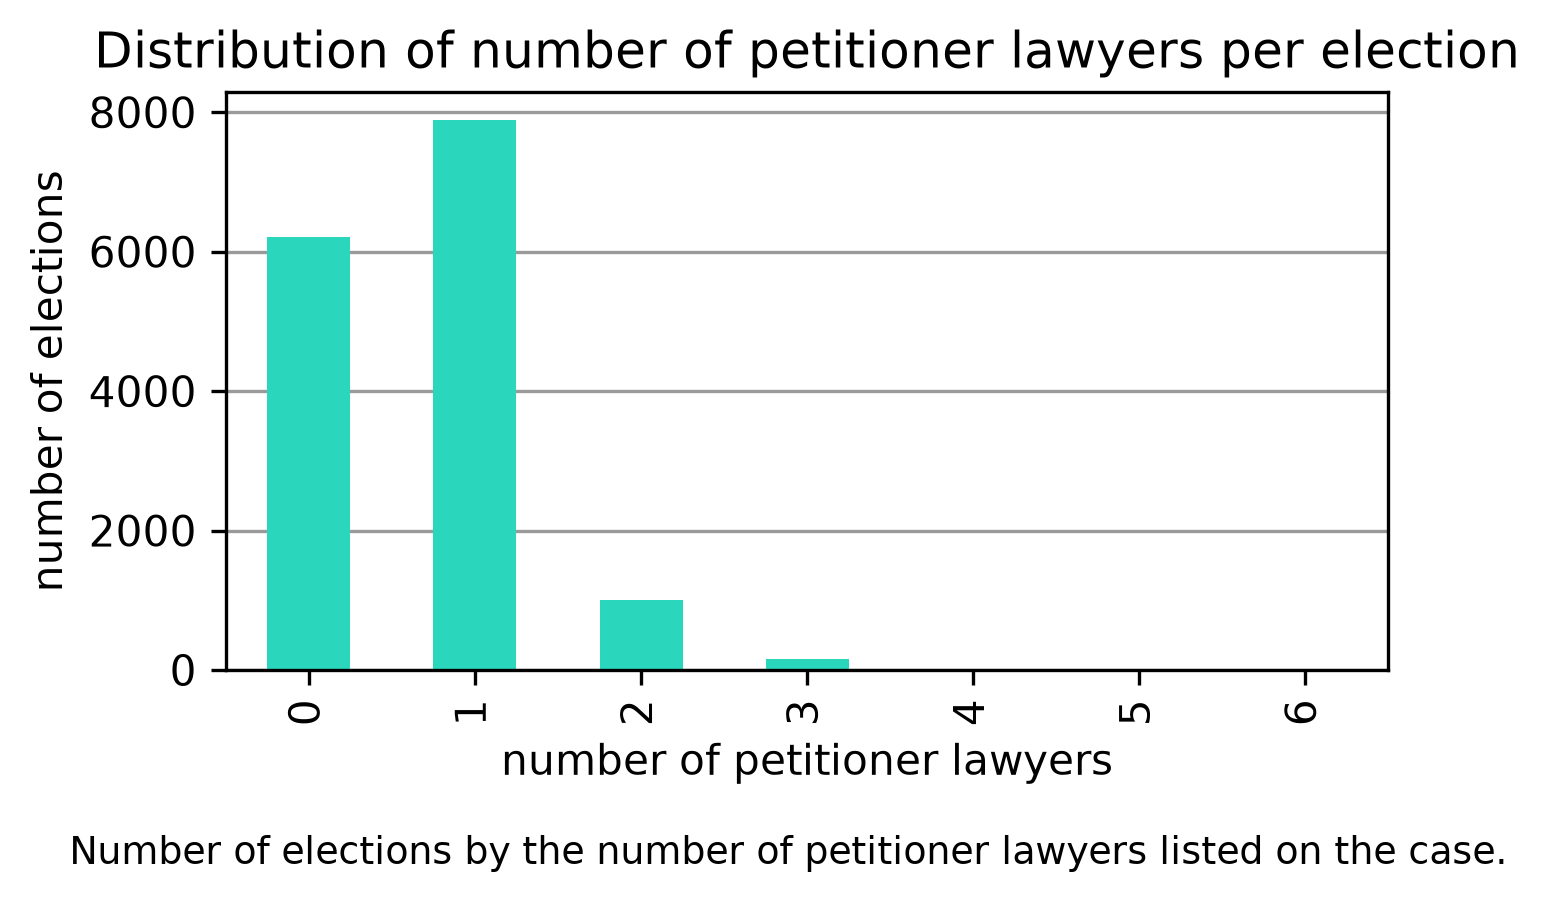 Distribution of number of petitioner lawyers per election
number of elections
8000
6000
4000
2000
0
0 1 2 3 4 5 6
number of petitioner lawyers
Number of elections by the number of petitioner lawyers listed on the case.